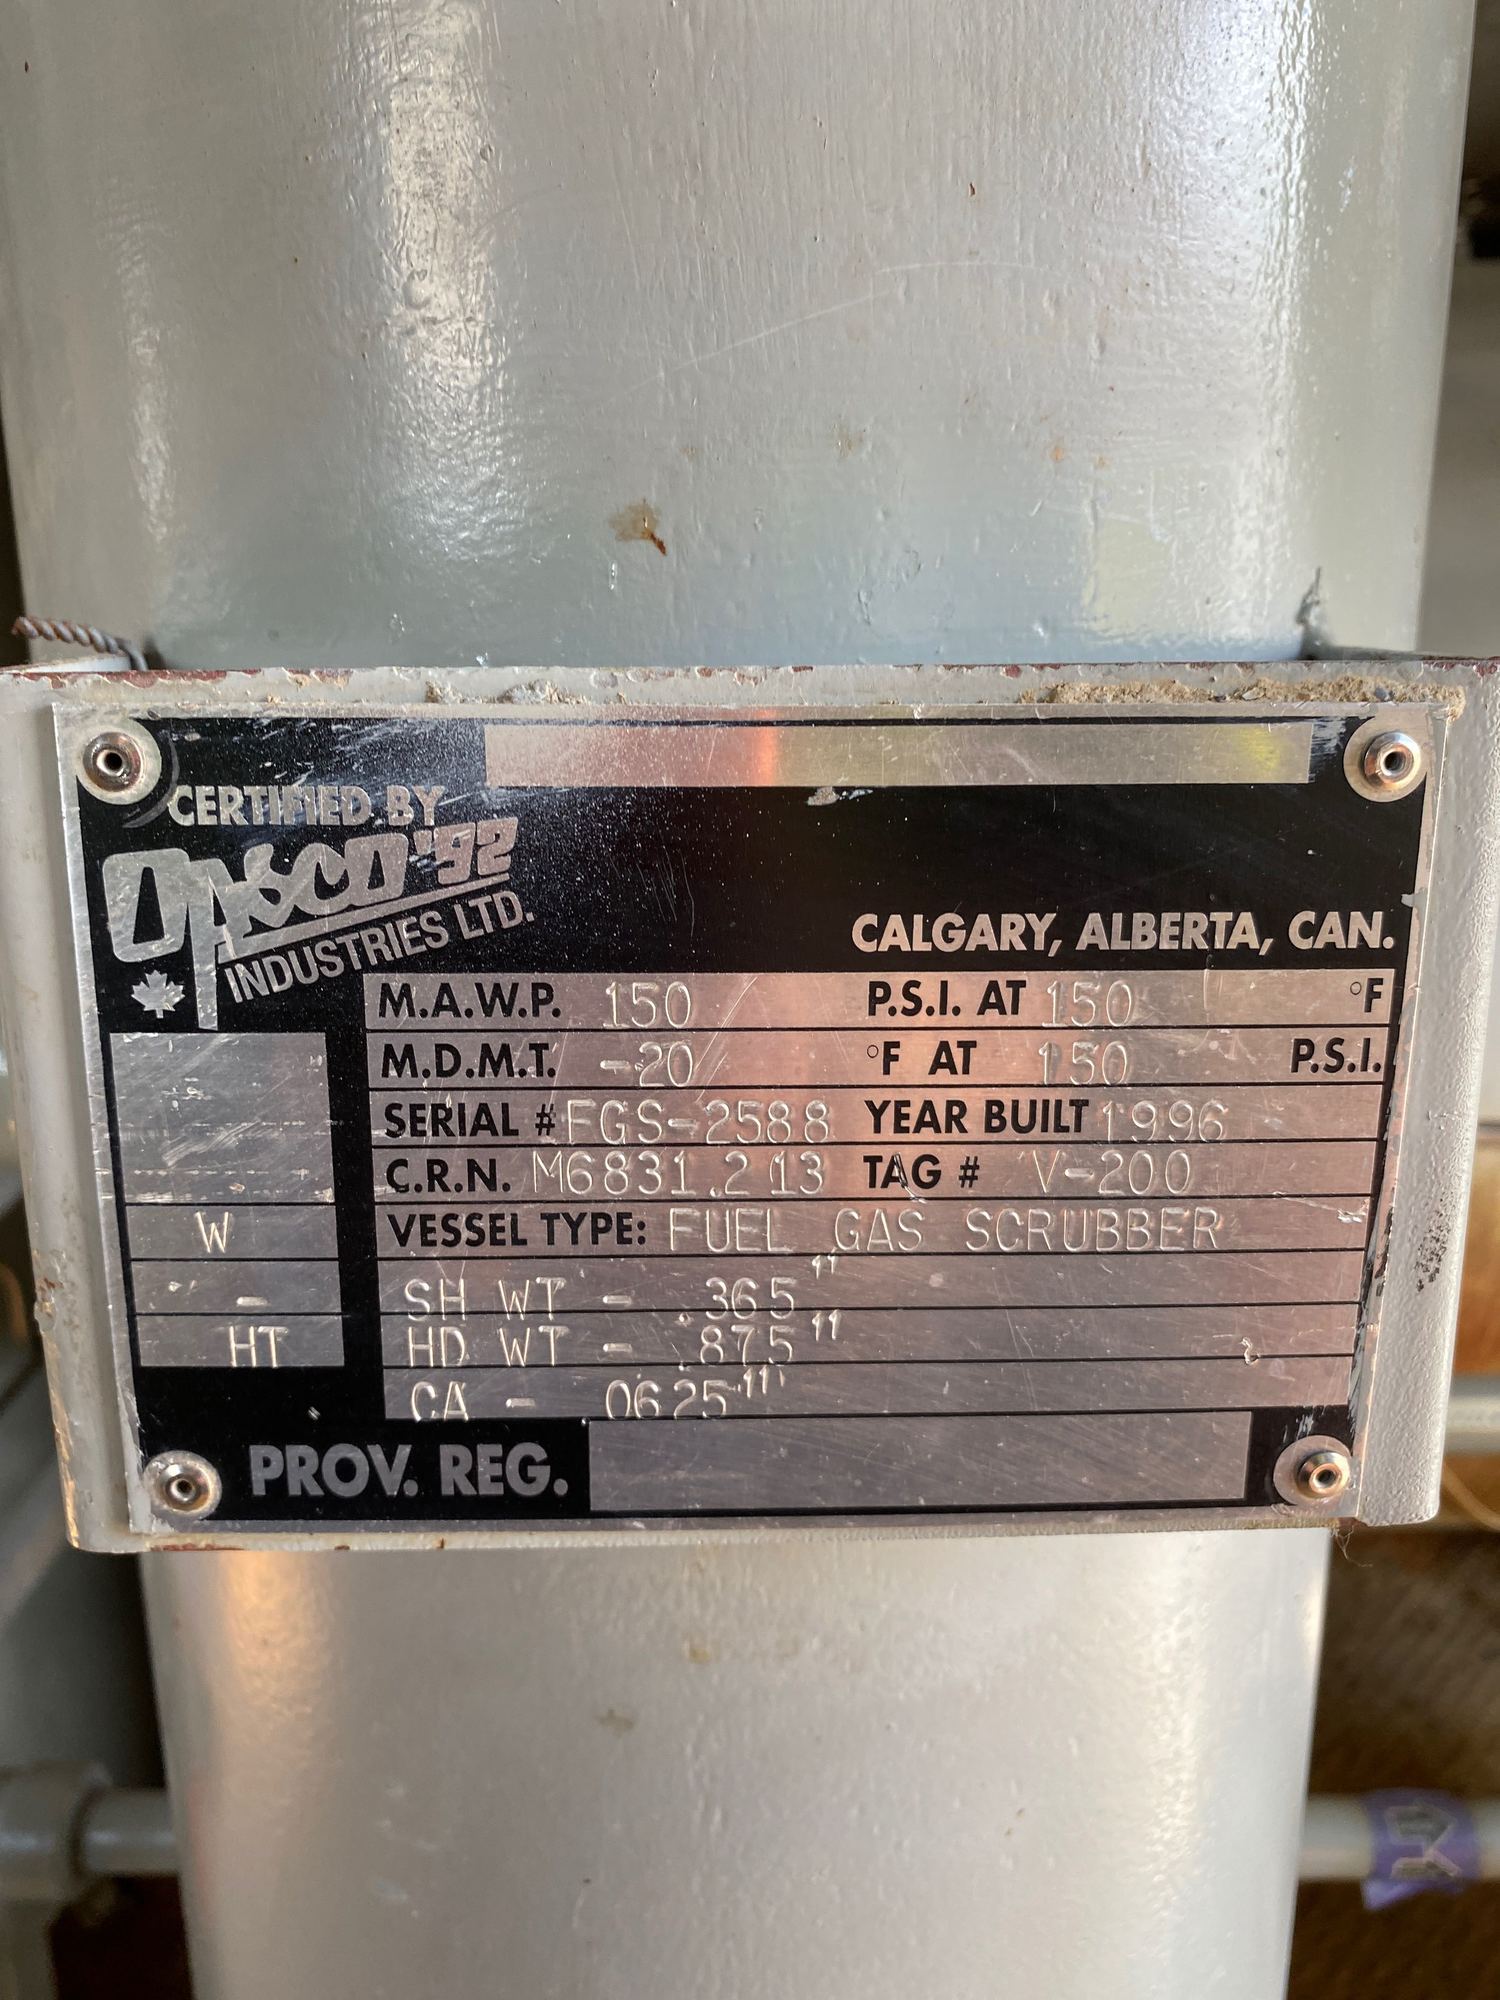 CERTIFIED BY
OPSCO '92
INDUSTRIES LTD.
CALGARY, ALBERTA, CAN.
M.A.W.P. 150 P.S.I. AT 150 °F
M.D.M.T. -20 °F AT 150 P.S.I.
SERIAL # FGS-2588 YEAR BUILT 1996
C.R.N. M6831.213 TAG # V-200
W VESSEL TYPE: FUEL GAS SCRUBBER
- SH WT - .365"
HT HD WT - .875"
CA - 0625"
PROV. REG.